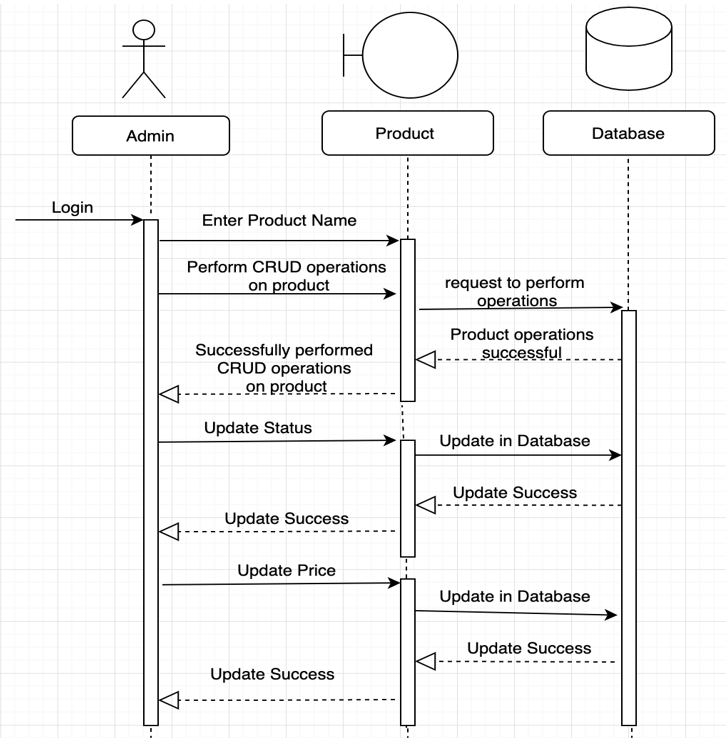 Admin
Product
Database
Login
Enter Product Name
Perform CRUD operations
on product
request to perform
operations
Product operations
successful
Successfully performed
CRUD operations
on product
Update Status
Update in Database
Update Success
Update Success
Update Price
Update in Database
Update Success
Update Success